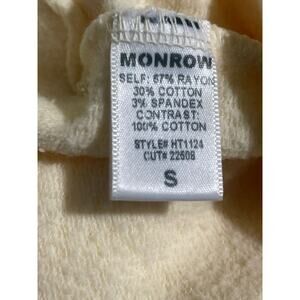 MONROW
SELF: 67% RAYON
30% COTTON
3% SPANDEX
CONTRAST:
100% COTTON
STYLE# HT1124
CUT# 22508
S